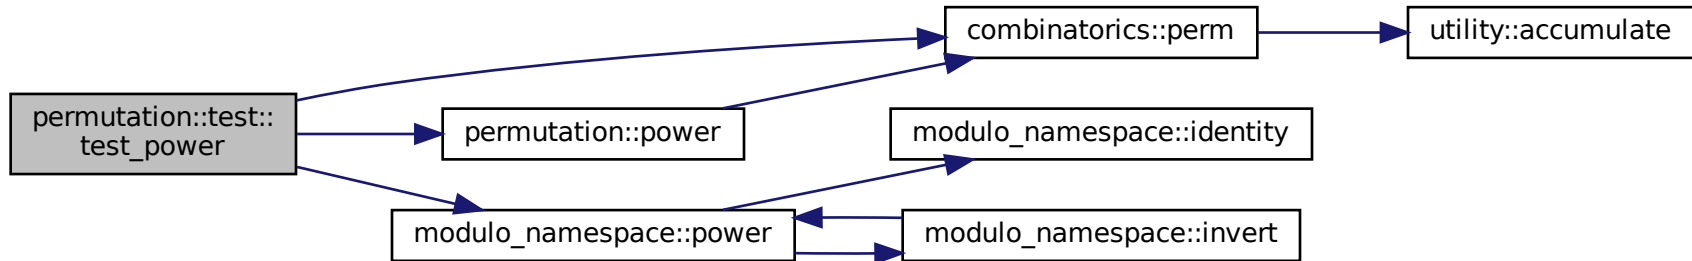 combinatorics::perm
utility::accumulate
permutation::test::
test_power
permutation::power
modulo_namespace::identity
modulo_namespace::power
modulo_namespace::invert